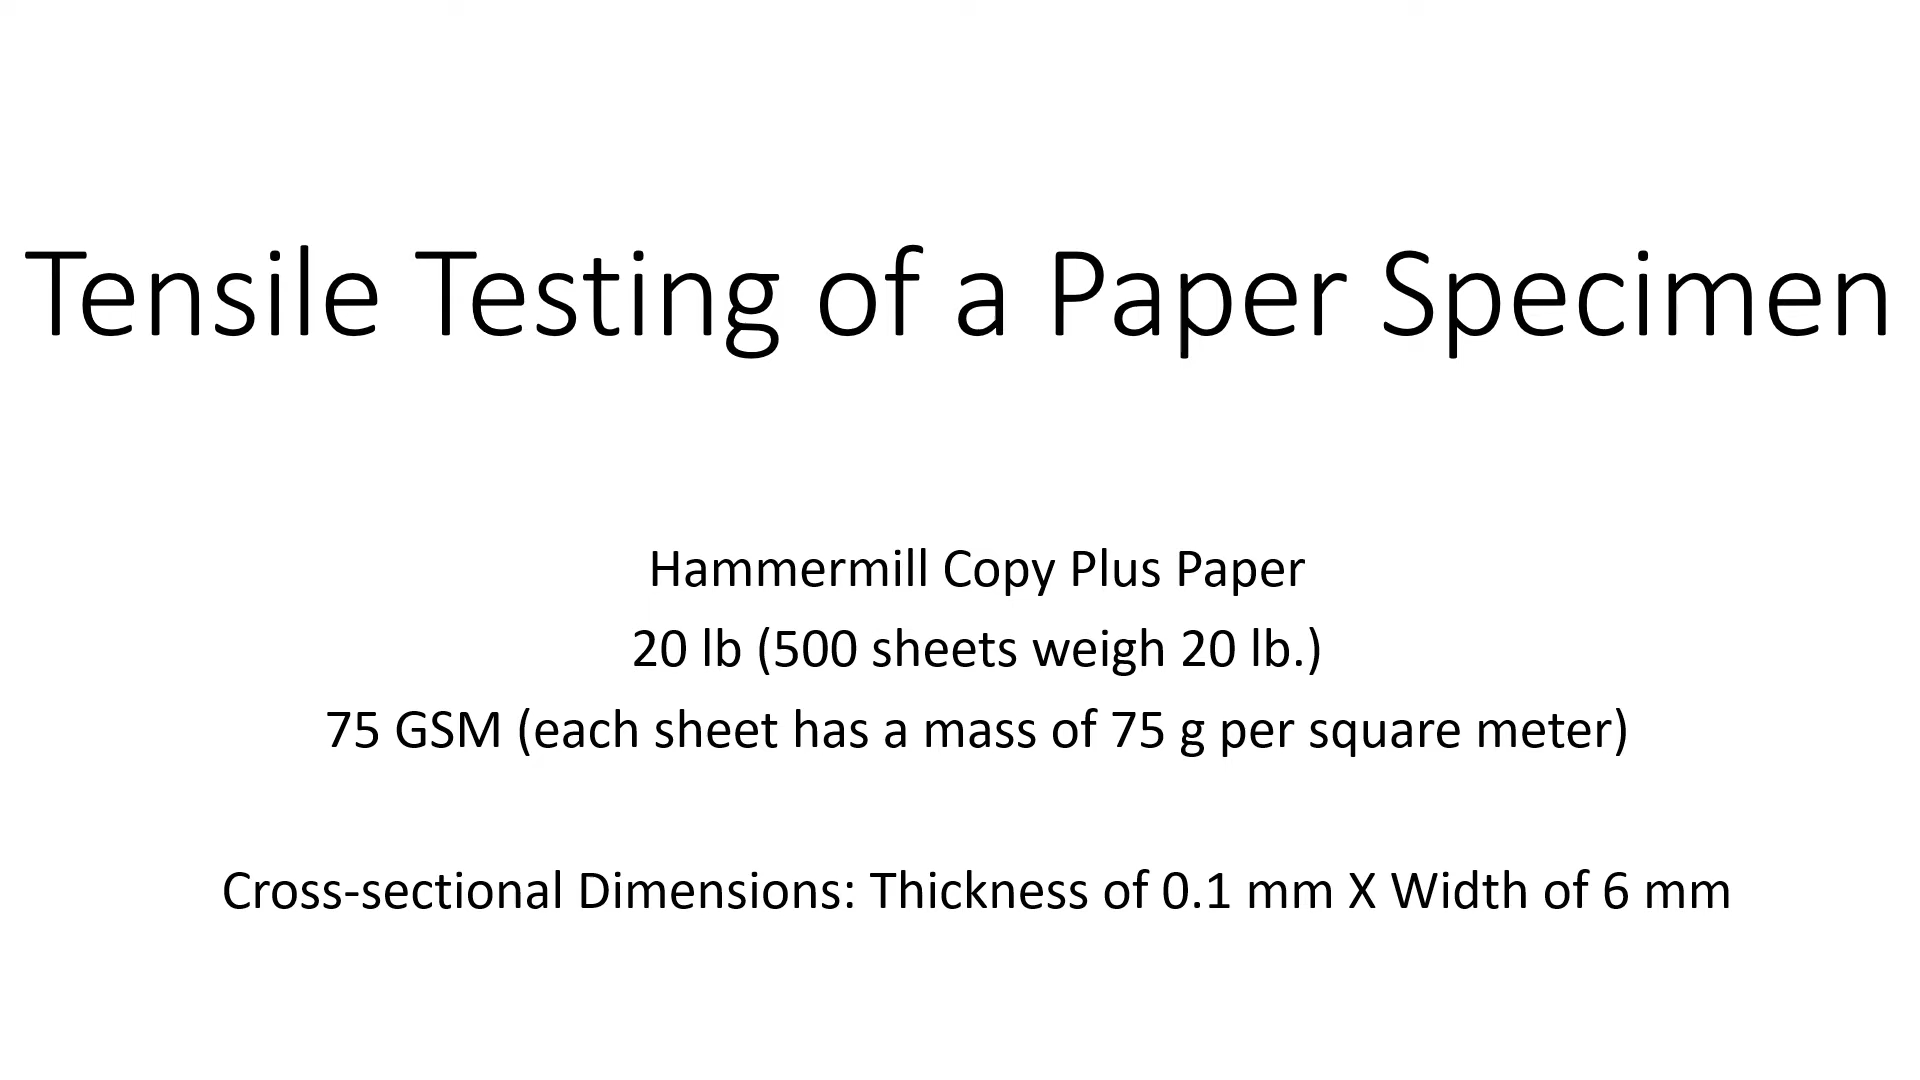 Tensile Testing of a Paper Specimen
Hammermill Copy Plus Paper
20 lb (500 sheets weigh 20 lb.)
75 GSM (each sheet has a mass of 75 g per square meter)
Cross-sectional Dimensions: Thickness of 0.1 mm X Width of 6 mm